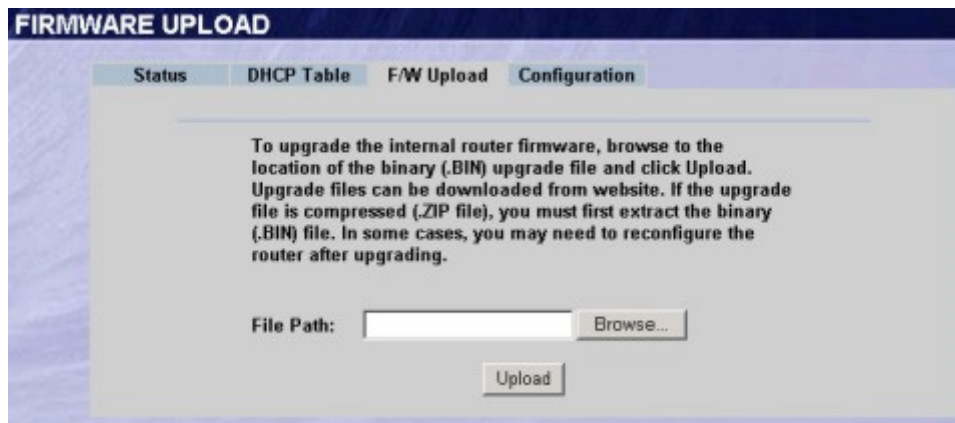 FIRMWARE UPLOAD
Status DHCP Table F/W Upload Configuration
To upgrade the internal router firmware, browse to the
location of the binary (.BIN) upgrade file and click Upload.
Upgrade files can be downloaded from website. If the upgrade
file is compressed (.ZIP file), you must first extract the binary
(.BIN) file. In some cases, you may need to reconfigure the
router after upgrading.
File Path: Browse...
Upload